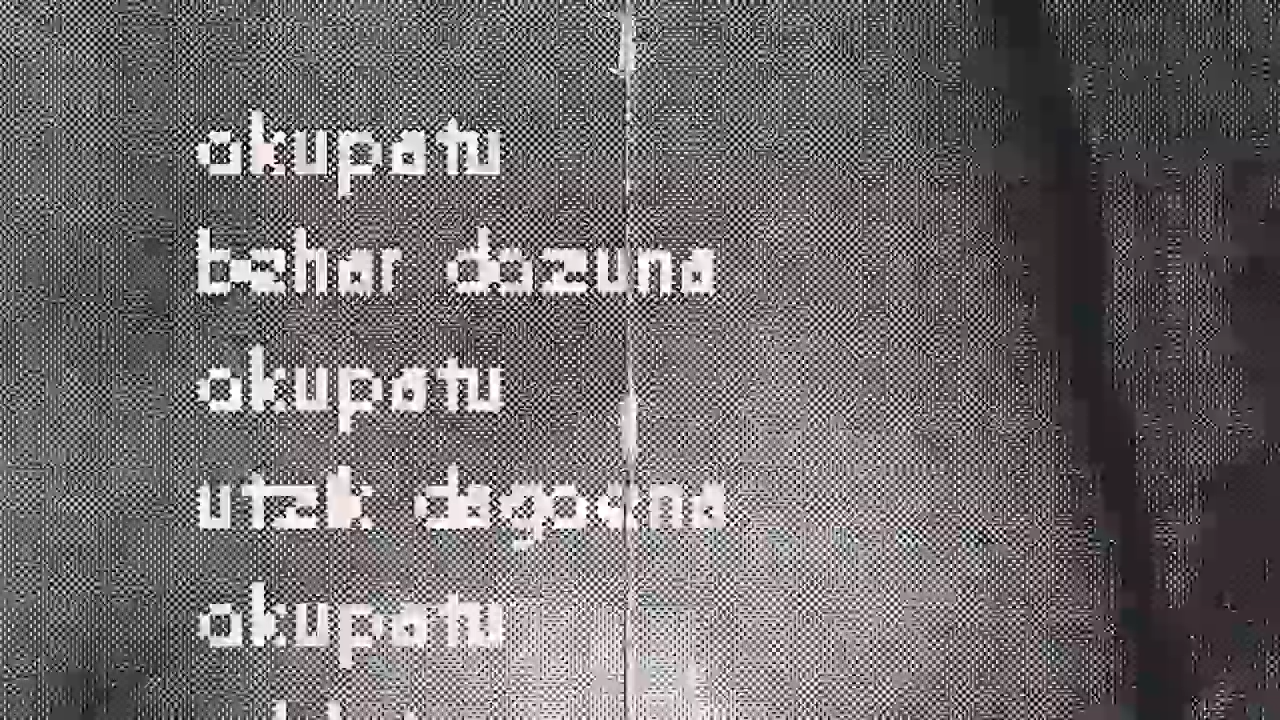 okupatu
behar dozuna
okupatu
utzik dagoena
okupatu